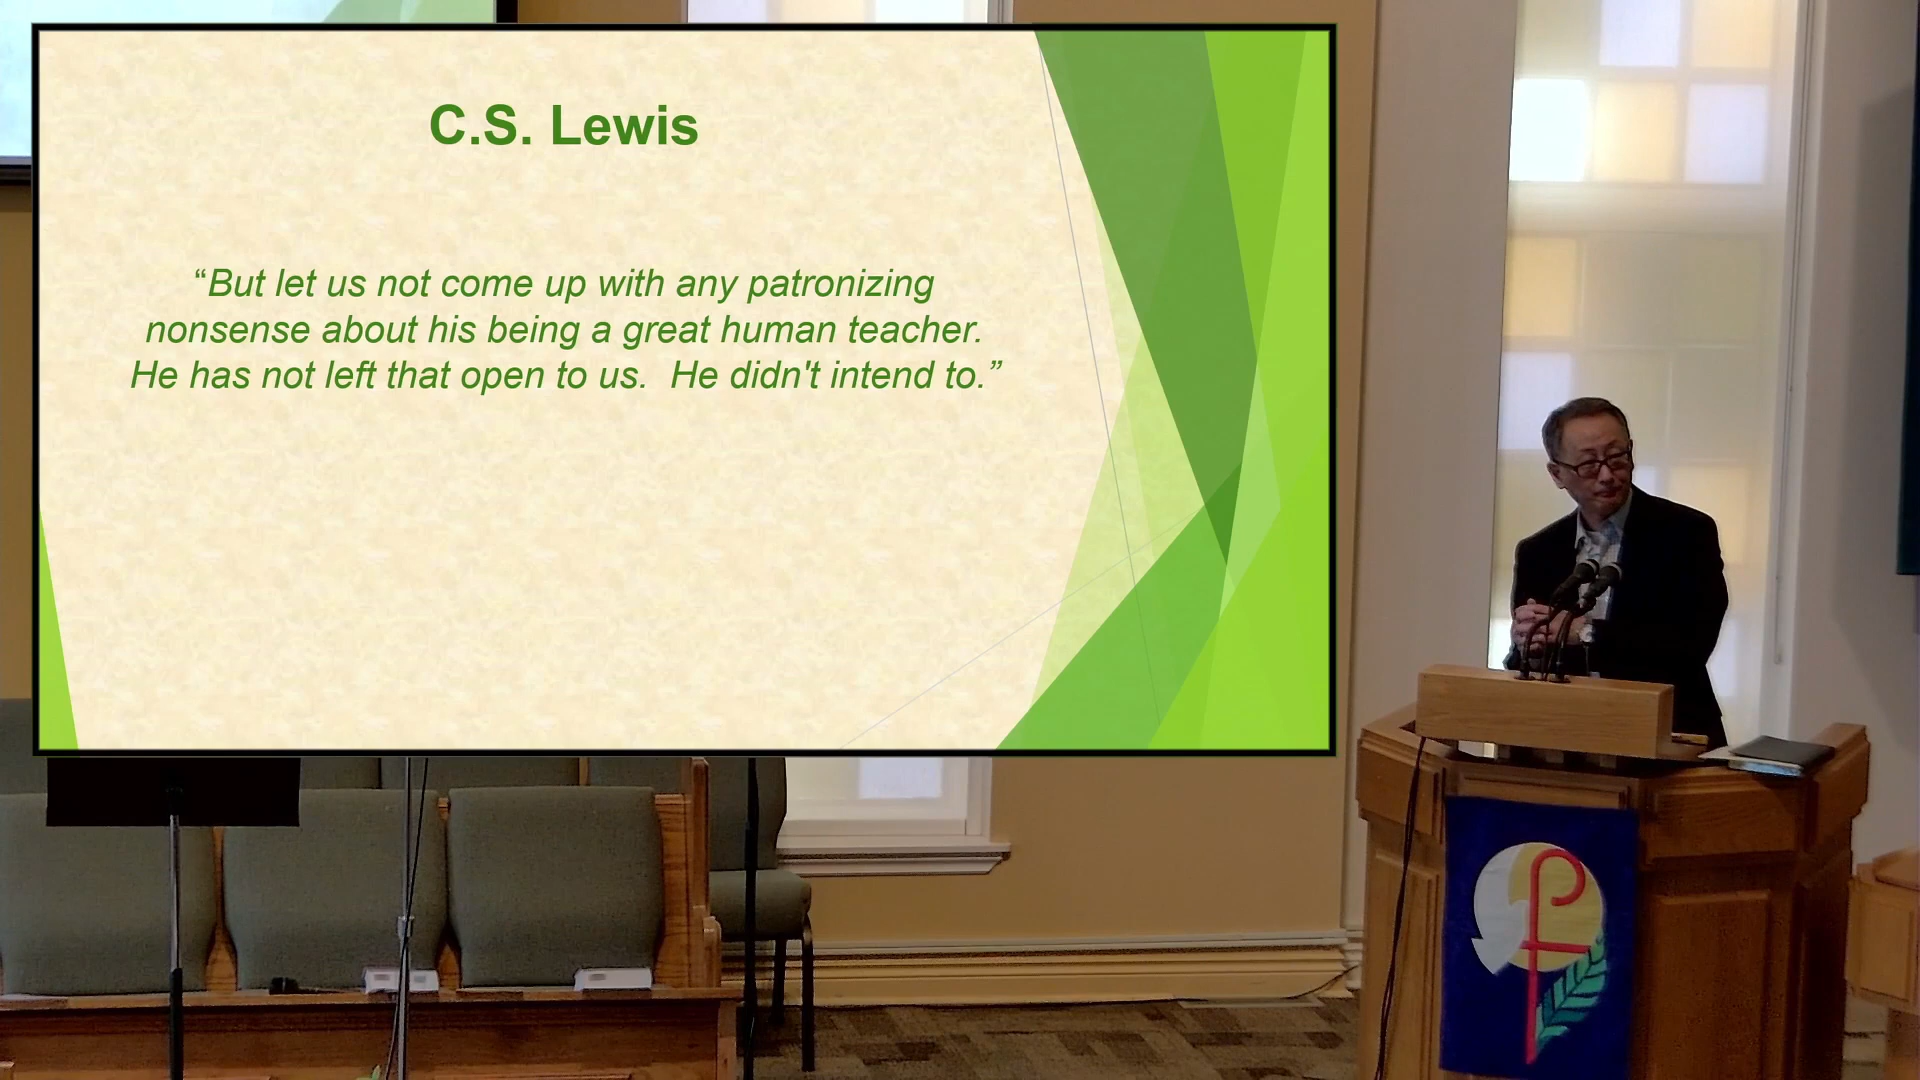 C.S. Lewis
“But let us not come up with any patronizing
nonsense about his being a great human teacher.
He has not left that open to us.  He didn't intend to.”